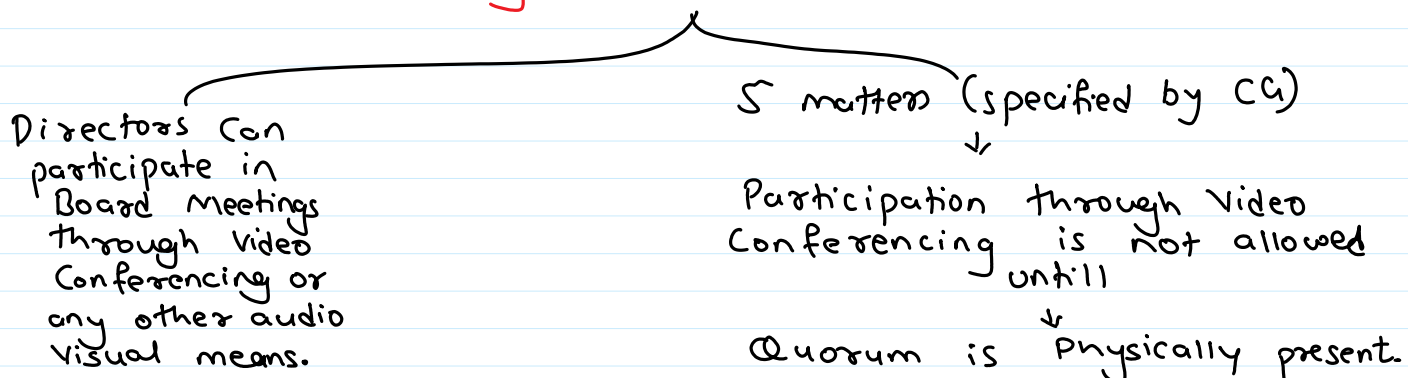 Directors Can
participate in
Board Meetings
through Video
Conferencing or
any other audio
Visual means.
5 matters (specified by CG)
Participation through Video
Conferencing is not allowed
untill
Quorum is Physically present.